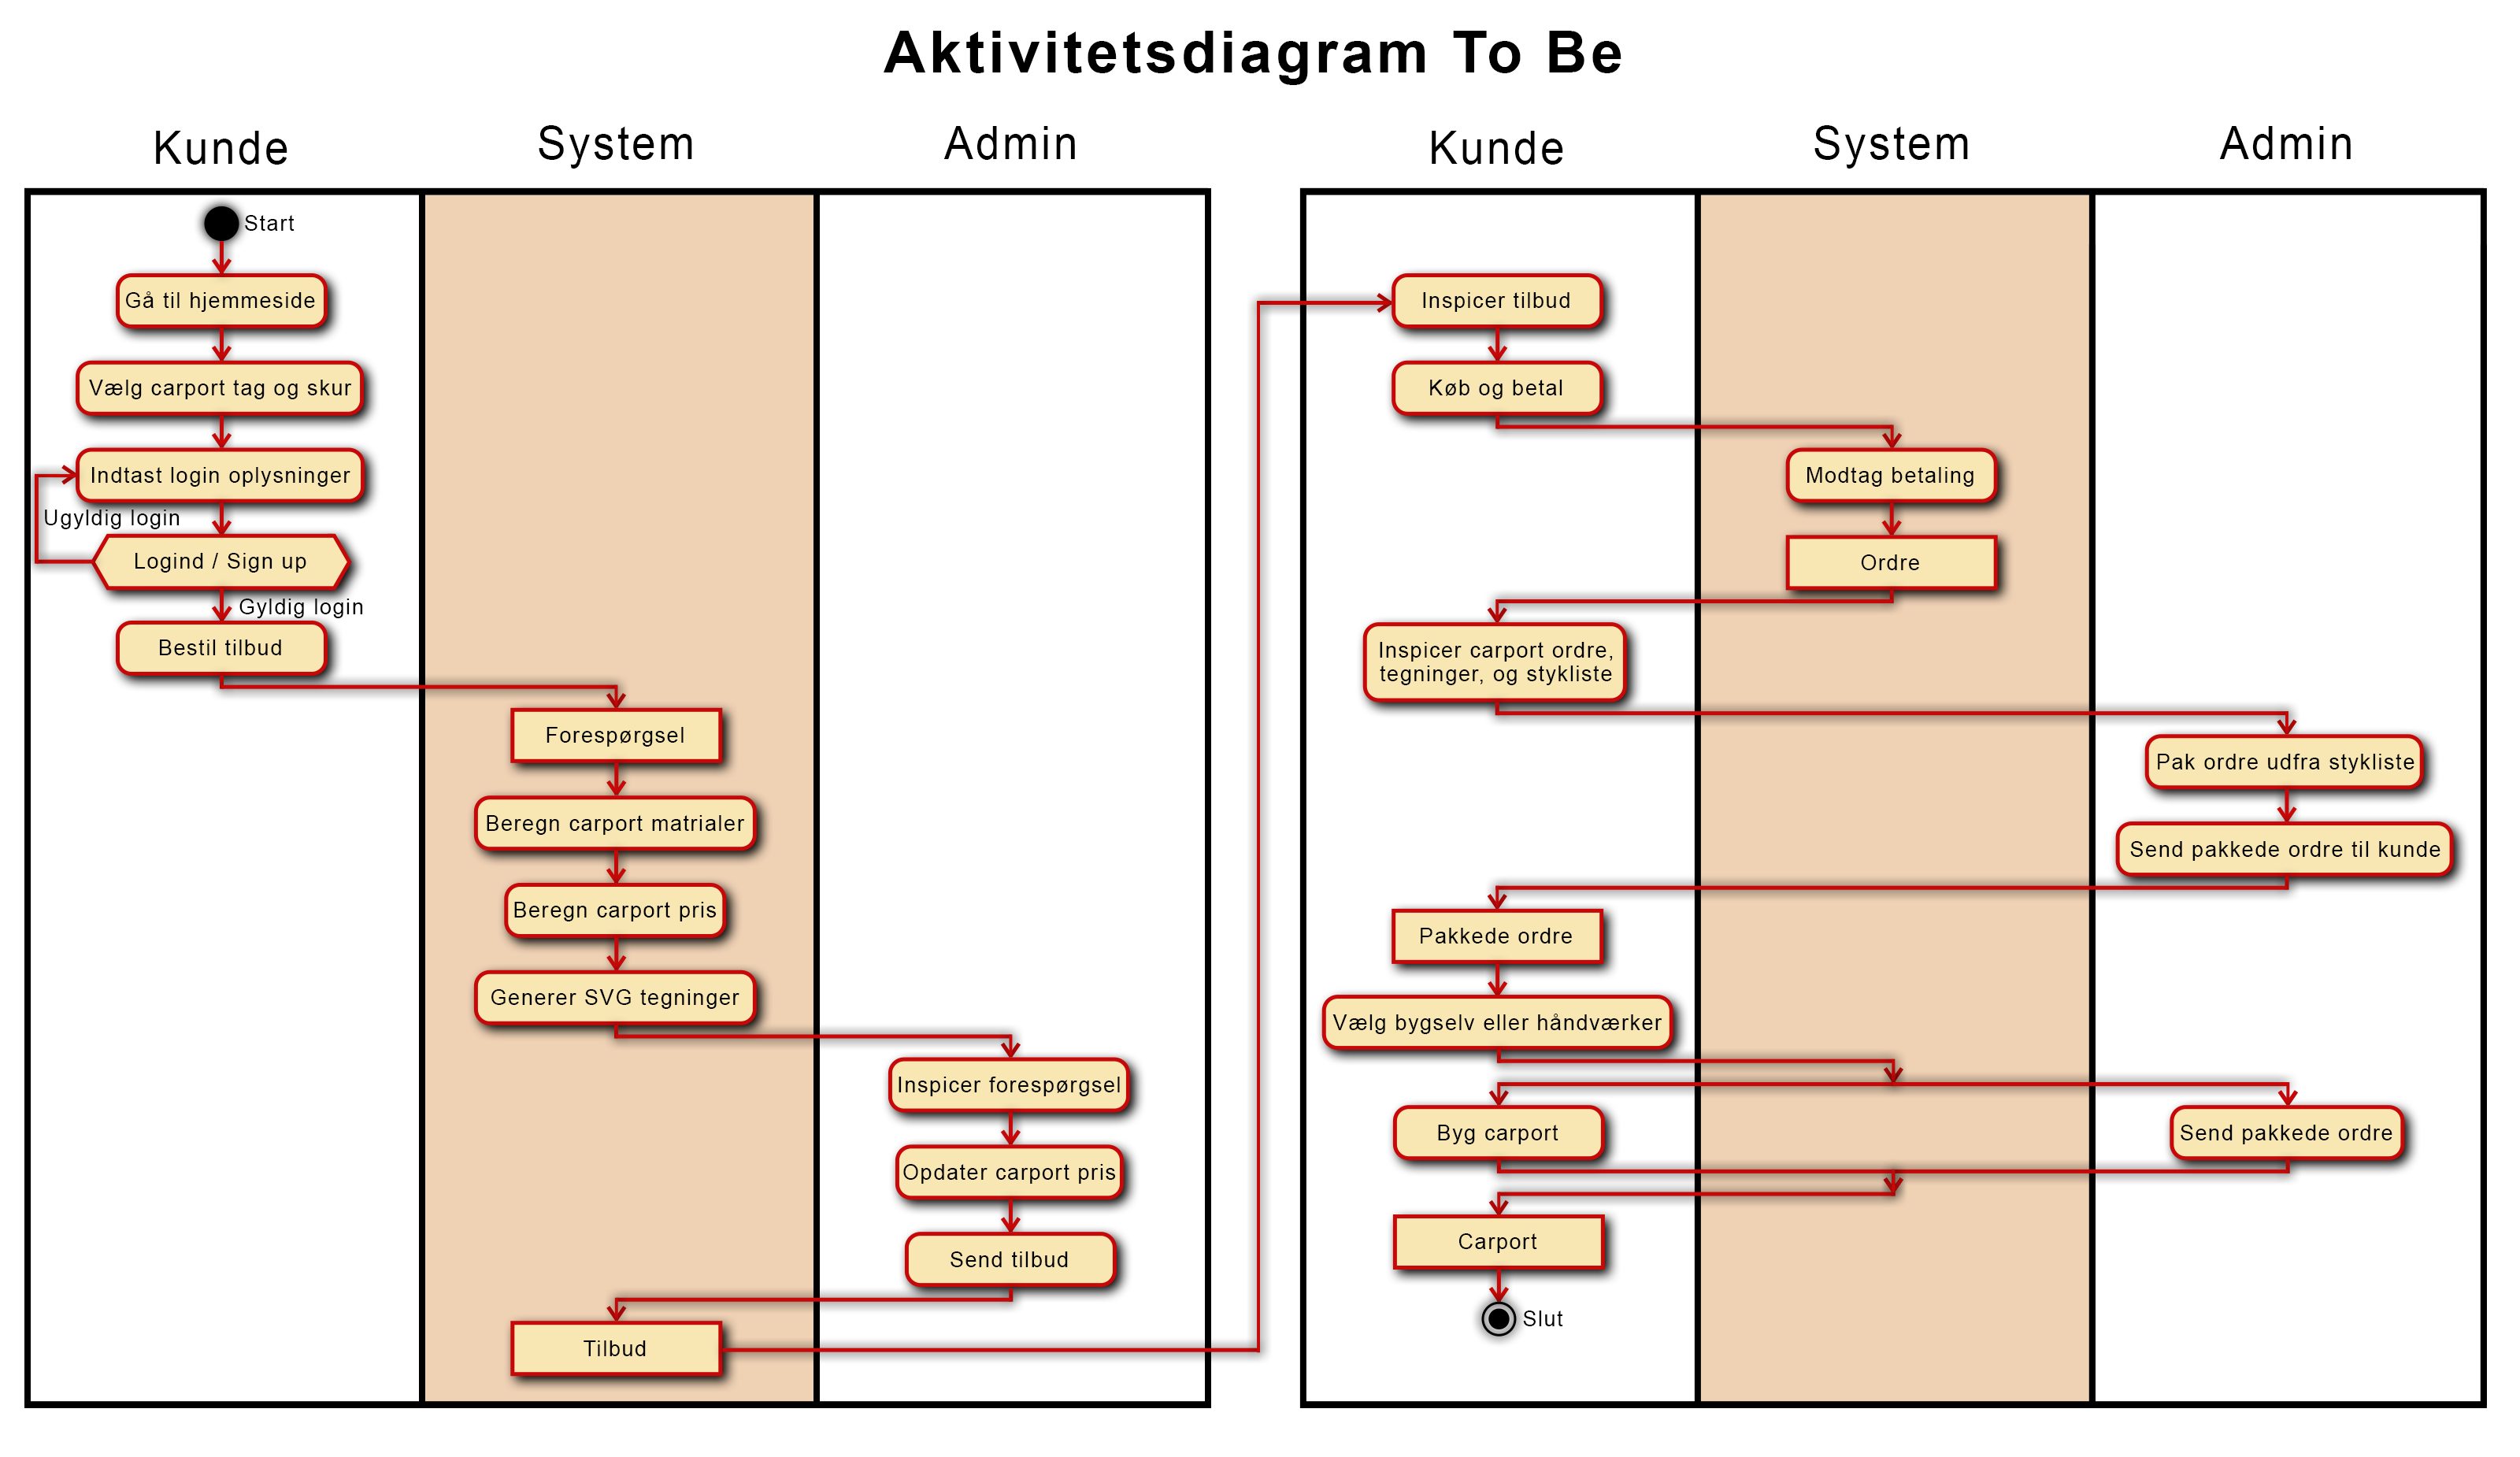 Aktivitetsdiagram To Be
Kunde
System
Admin
Start
Gå til hjemmeside
Vælg carport tag og skur
Indtast login oplysninger
Ugyldig login
Logind / Sign up
Gyldig login
Bestil tilbud
Forespørgsel
Beregn carport matrialer
Beregn carport pris
Generer SVG tegninger
Inspicer forespørgsel
Opdater carport pris
Send tilbud
Tilbud
Kunde
System
Admin
Inspicer tilbud
Køb og betal
Modtag betaling
Ordre
Inspicer carport ordre,
tegninger, og stykliste
Pak ordre udfra stykliste
Send pakkede ordre til kunde
Pakkede ordre
Vælg bygselv eller håndværker
Byg carport
Send pakkede ordre
Carport
Slut